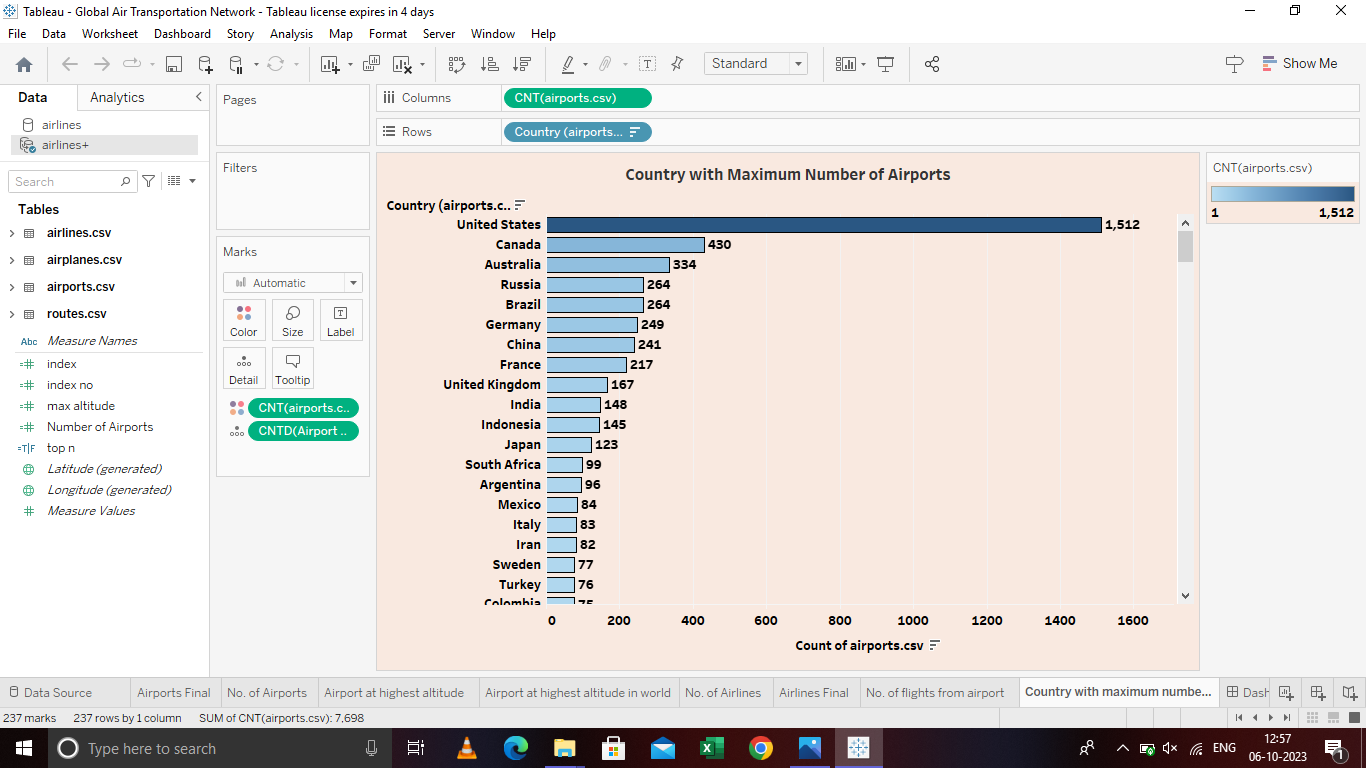 Tableau - Global Air Transportation Network - Tableau license expires in 4 days
File Data Worksheet Dashboard Story Analysis Map Format Server Window Help
Standard
Show Me
Data Analytics
airlines
airlines+
Search
Tables
airlines.csv
airplanes.csv
airports.csv
routes.csv
Abc Measure Names
index
index no
max altitude
Number of Airports
T|F top n
Latitude (generated)
Longitude (generated)
Measure Values
Pages
Filters
Marks
Automatic
Color Size Label
Detail Tooltip
CNT(airports.c..
CNTD(Airport ..
Columns CNT(airports.csv)
Rows Country (airports...
Country with Maximum Number of Airports
Country (airports.c..
United States 1,512
Canada 430
Australia 334
Russia 264
Brazil 264
Germany 249
China 241
France 217
United Kingdom 167
India 148
Indonesia 145
Japan 123
South Africa 99
Argentina 96
Mexico 84
Italy 83
Iran 82
Sweden 77
Turkey 76
Colombia 75
0 200 400 600 800 1000 1200 1400 1600
Count of airports.csv
CNT(airports.csv)
1 1,512
Data Source Airports Final No. of Airports Airport at highest altitude Airport at highest altitude in world No. of Airlines Airlines Final No. of flights from airport Country with maximum numbe... Dash
237 marks 237 rows by 1 column SUM of CNT(airports.csv): 7,698
Type here to search
ENG
12:57
06-10-2023
1